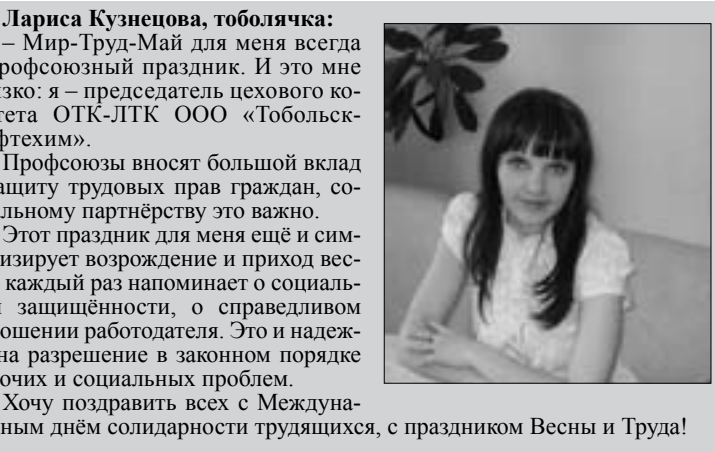 Лариса Кузнецова, тоболячка:
– Мир-Труд-Май для меня всегда
рофсоюзный праздник. И это мне
изко: я – председатель цехового ко-
тета ОТК-ЛТК ООО «Тобольск-
фтехим».
Профсоюзы вносят большой вклад
ащиту трудовых прав граждан, со-
альному партнёрству это важно.
Этот праздник для меня ещё и сим-
изирует возрождение и приход вес-
каждый раз напоминает о социаль-
защищённости, о справедливом
ошении работодателя. Это и надеж-
на разрешение в законном порядке
очих и социальных проблем.
Хочу поздравить всех с Междуна-
ным днём солидарности трудящихся, с праздником Весны и Труда!